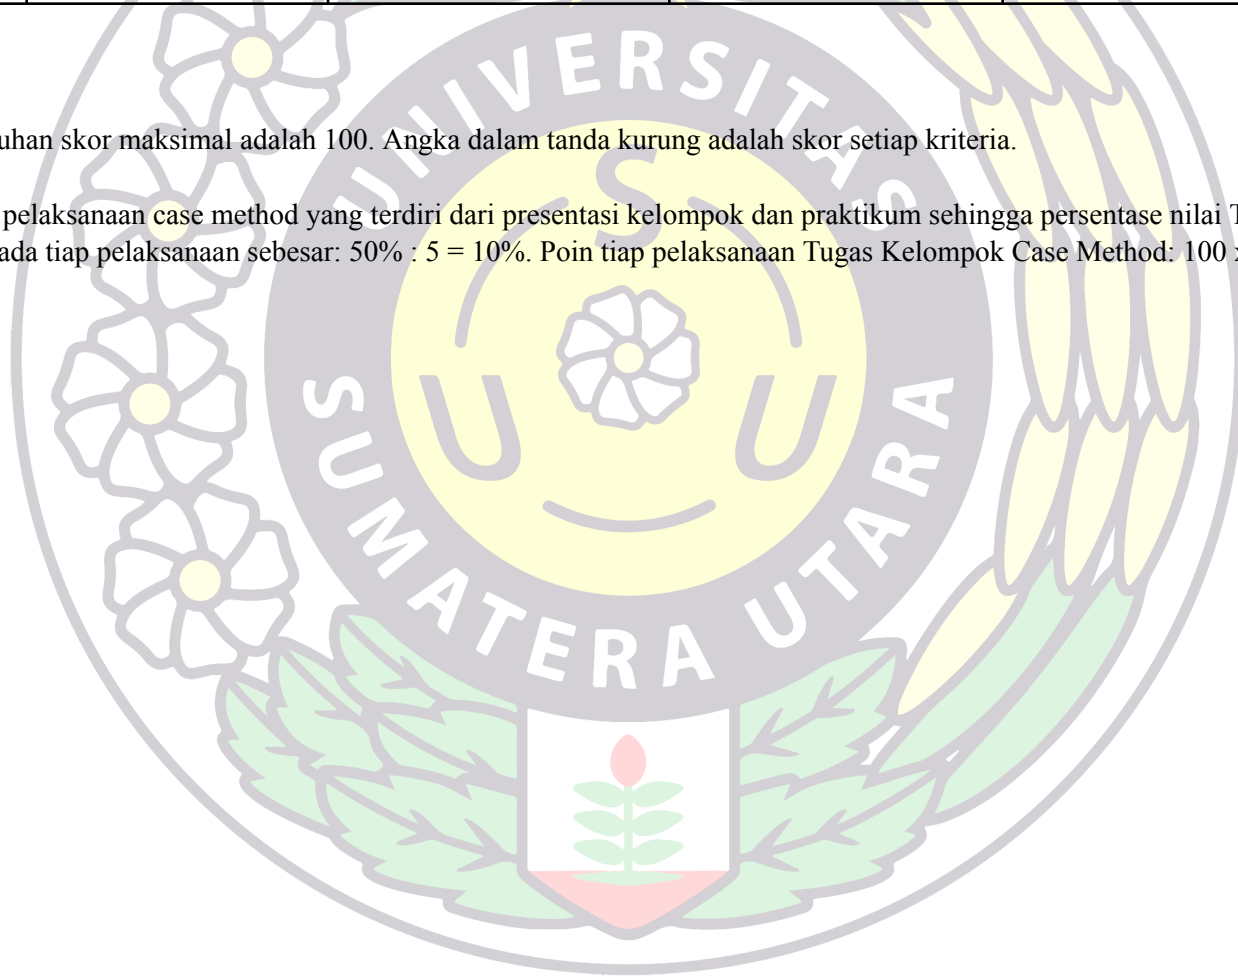 uhan skor maksimal adalah 100. Angka dalam tanda kurung adalah skor setiap kriteria.
pelaksanaan case method yang terdiri dari presentasi kelompok dan praktikum sehingga persentase nilai T
ada tiap pelaksanaan sebesar: 50% : 5 = 10%. Poin tiap pelaksanaan Tugas Kelompok Case Method: 100 x
UNIVERSITAS
S
U U
SUMATERA UTARA